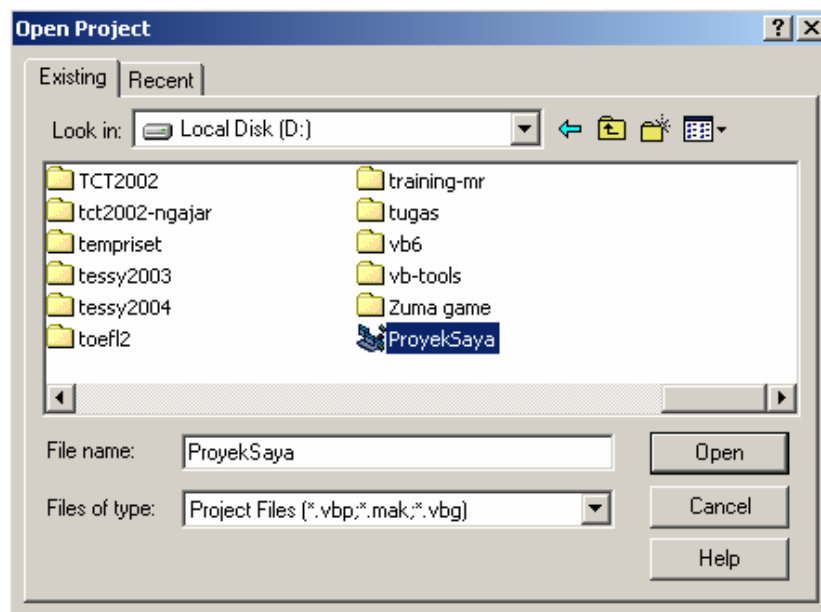 Open Project
Existing Recent
Look in: Local Disk (D:)
TCT2002 training-mr
tct2002-ngajar tugas
tempriset vb6
tessy2003 vb-tools
tessy2004 Zuma game
toefl2 ProyekSaya
File name: ProyekSaya Open
Files of type: Project Files (*.vbp;*.mak;*.vbg) Cancel
Help